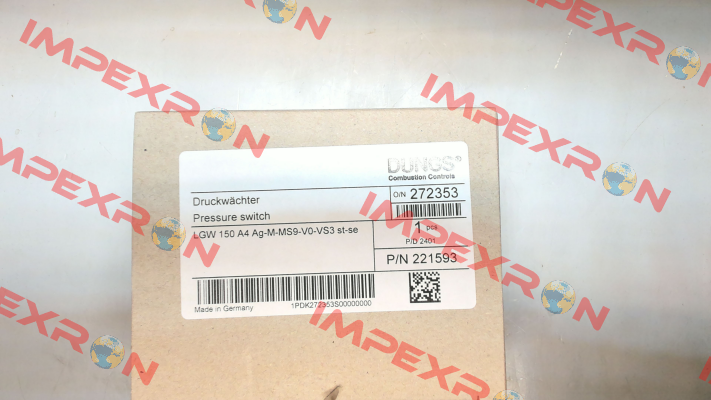 DUNGS®
Combustion Controls
Druckwächter
Pressure switch
O/N 272353
LGW 150 A4 Ag-M-MS9-V0-VS3 st-se
1 pcs
P/D 2401
P/N 221593
1PDK272353S00000000
Made in Germany
IMPEXRON
IMPEXRON
IMPEXRON
IMPEXRON
IMPEXRON
IMPEXRON
IMPEXRON